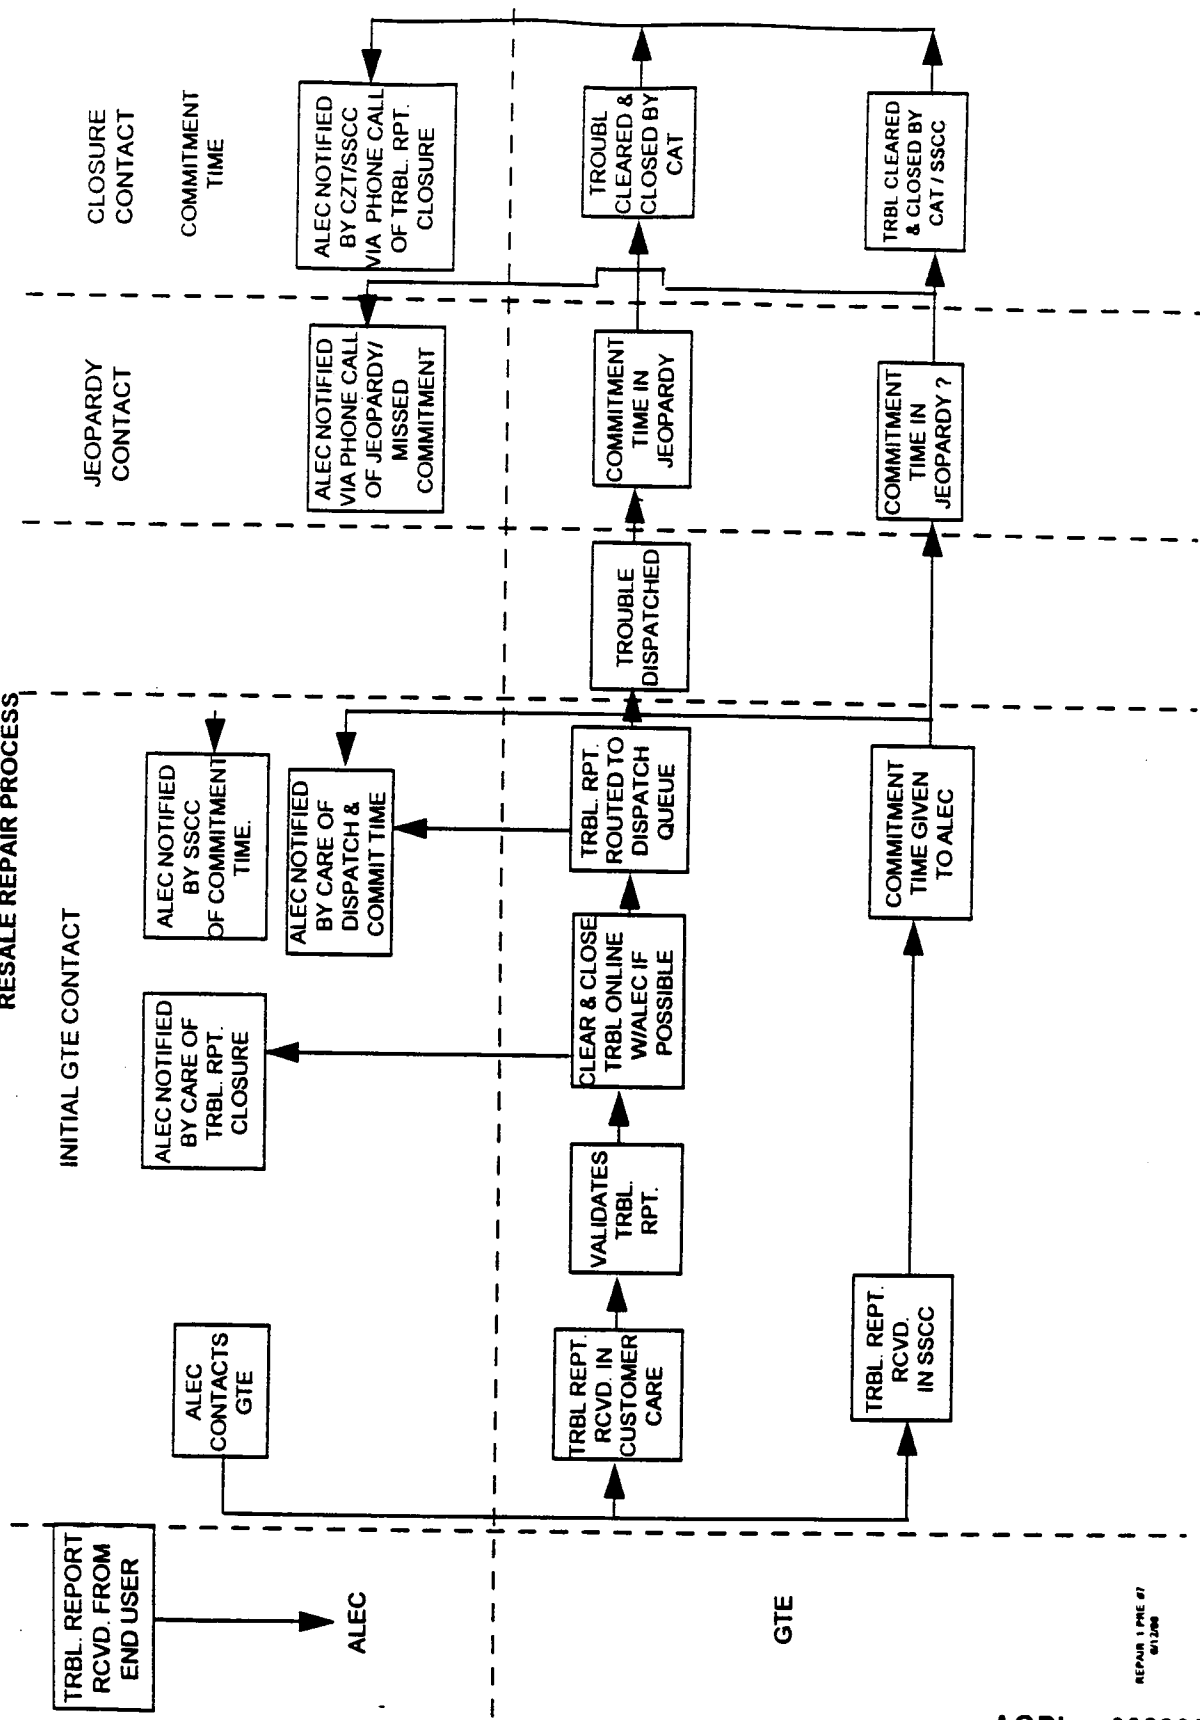 RESALE REPAIR PROCESS
INITIAL GTE CONTACT
JEOPARDY
CONTACT
CLOSURE
CONTACT
COMMITMENT
TIME
TRBL. REPORT
RCVD. FROM
END USER
ALEC
ALEC
CONTACTS
GTE
ALEC NOTIFIED
BY CARE OF
TRBL. RPT.
CLOSURE
ALEC NOTIFIED
BY SSCC
OF COMMITMENT
TIME.
ALEC NOTIFIED
BY CARE OF
DISPATCH &
COMMIT TIME
ALEC NOTIFIED
VIA PHONE CALL
OF JEOPARDY/
MISSED
COMMITMENT
ALEC NOTIFIED
BY CZT/SSCC
VIA PHONE CALL
OF TRBL. RPT.
CLOSURE
GTE
TRBL REPT.
RCVD. IN
CUSTOMER
CARE
VALIDATES
TRBL.
RPT.
CLEAR & CLOSE
TRBL ONLINE
W/ALEC IF
POSSIBLE
TRBL. RPT.
ROUTED TO
DISPATCH
QUEUE
TROUBLE
DISPATCHED
COMMITMENT
TIME IN
JEOPARDY
TROUBL
CLEARED &
CLOSED BY
CAT
TRBL. REPT.
RCVD.
IN SSCC
COMMITMENT
TIME GIVEN
TO ALEC
COMMITMENT
TIME IN
JEOPARDY ?
TRBL CLEARED
& CLOSED BY
CAT / SSCC
REPAIR 1 PRE #7